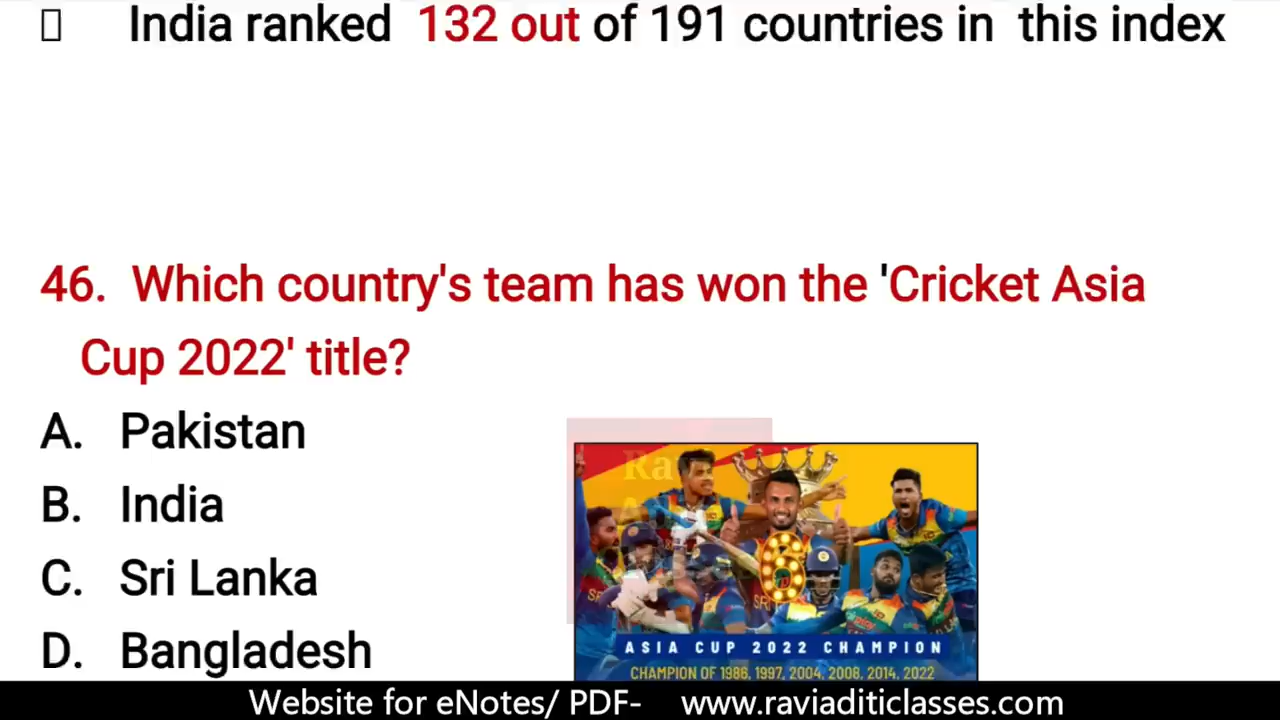 India ranked 132 out of 191 countries in this index
46. Which country's team has won the 'Cricket Asia
Cup 2022' title?
A. Pakistan
B. India
C. Sri Lanka
D. Bangladesh
6
ASIA CUP 2022 CHAMPION
CHAMPION OF 1986, 1997, 2004, 2008, 2014, 2022
Website for eNotes/ PDF- www.raviaditiclasses.com